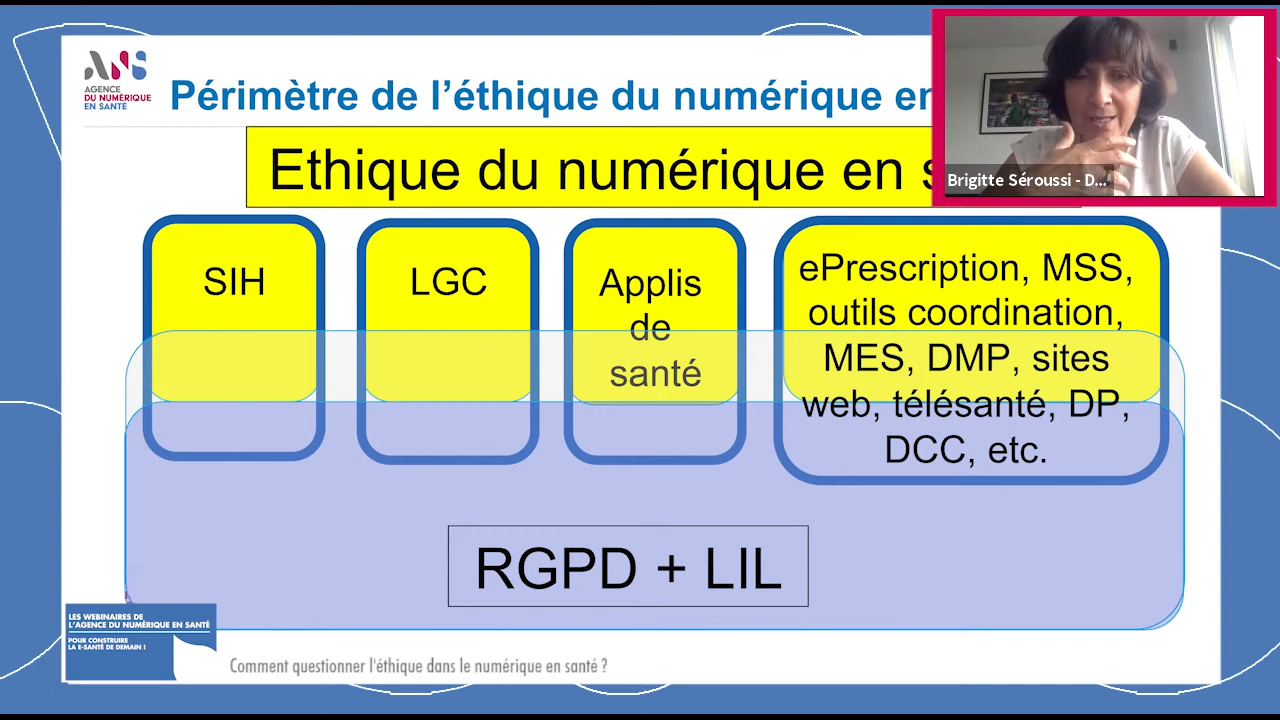 ANS
AGENCE
DU NUMÉRIQUE
EN SANTÉ
Périmètre de l'éthique du numérique en
Ethique du numérique en
Brigitte Séroussi - D...
SIH
LGC
Applis
de
santé
ePrescription, MSS,
outils coordination,
MES, DMP, sites
web, télésanté, DP,
DCC, etc.
RGPD + LIL
LES WEBINAIRES DE
L'AGENCE DU NUMÉRIQUE EN SANTÉ
POUR CONSTRUIRE
LA E-SANTÉ DE DEMAIN !
Comment questionner l'éthique dans le numérique en santé ?